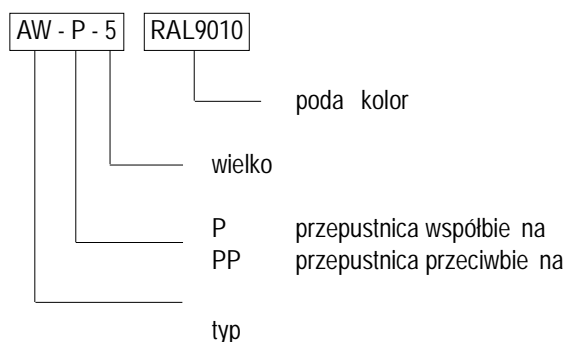 AW - P - 5 RAL9010
poda kolor
wielko
P przepustnica współbie na
PP przepustnica przeciwbie na
typ